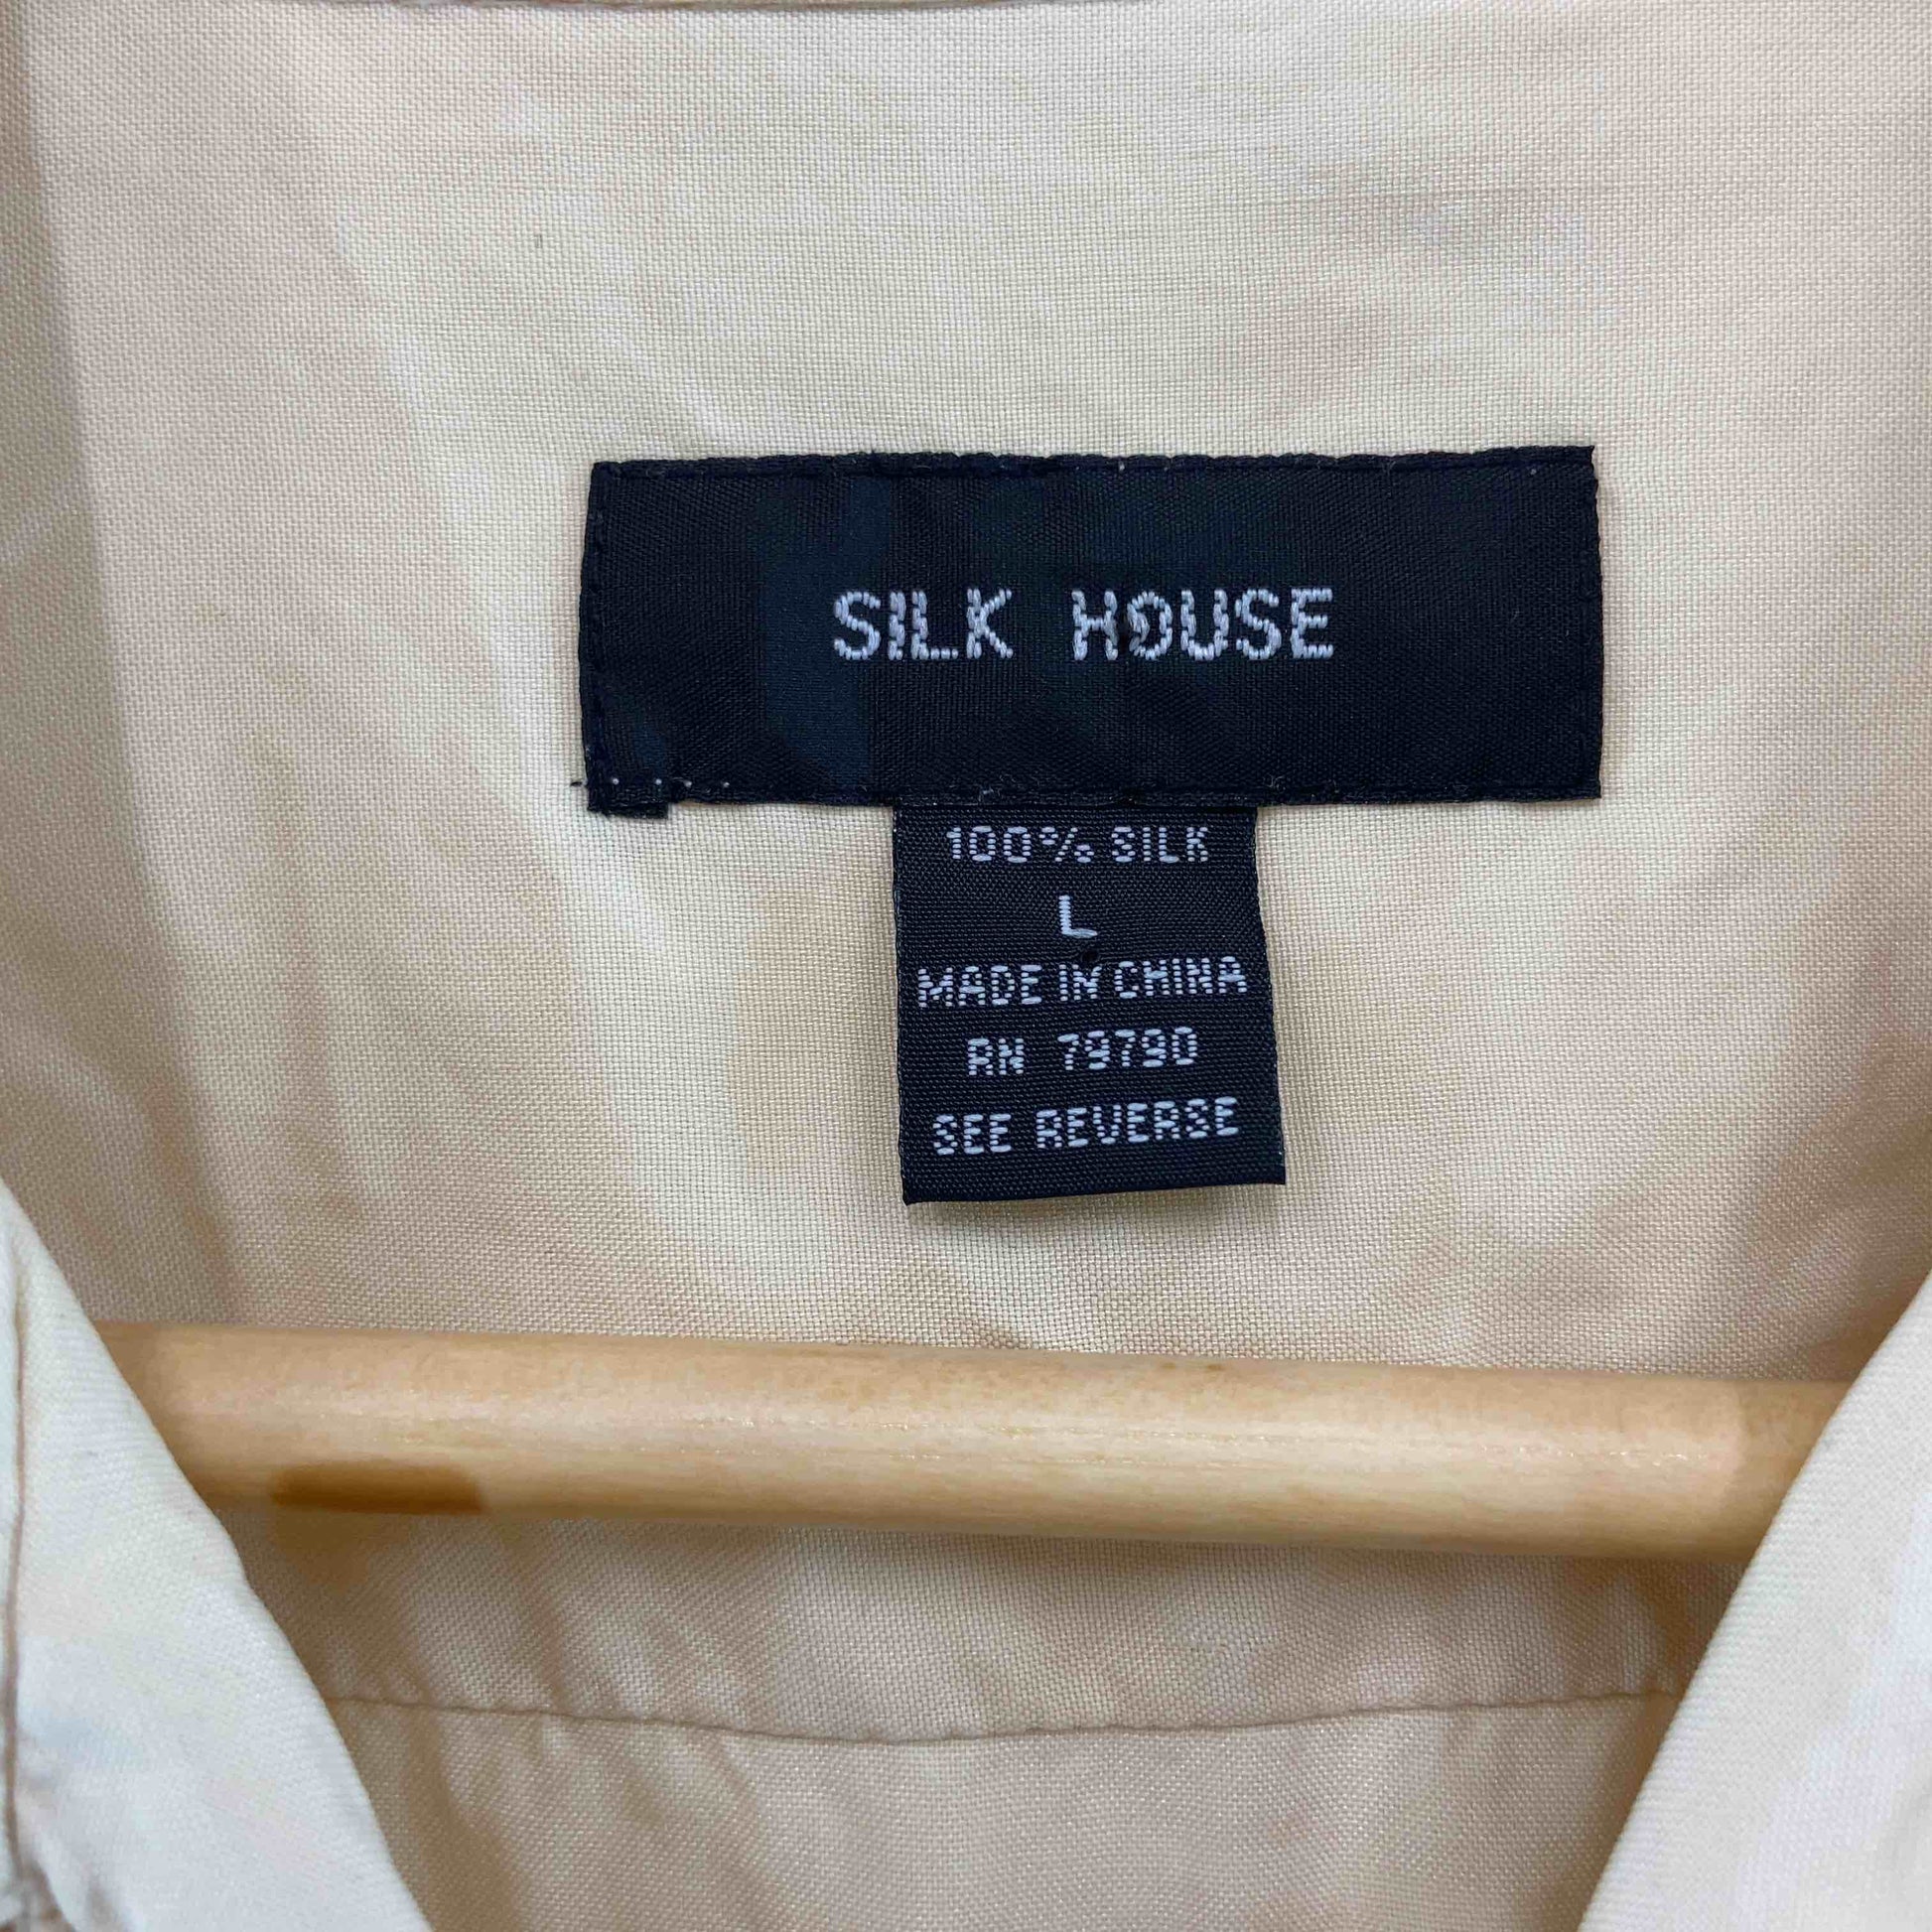 SILK HOUSE
100% SILK
L
MADE IN CHINA
RN 79790
SEE REVERSE